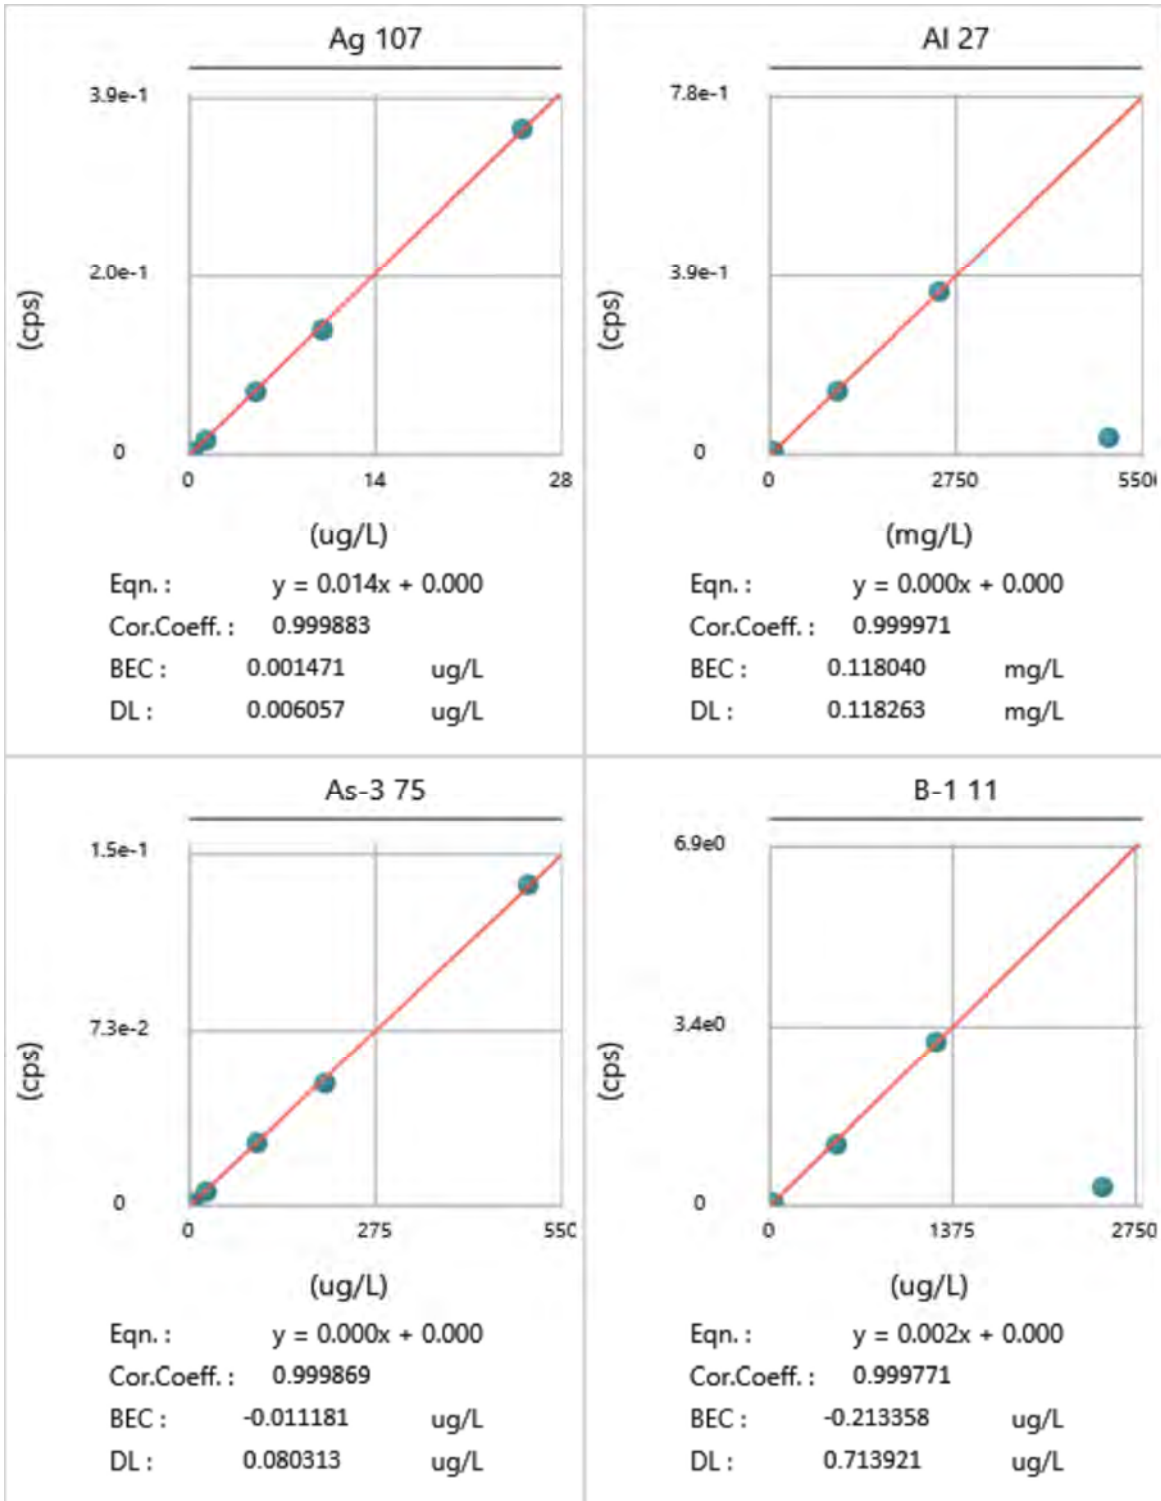 Ag 107
3.9e-1
2.0e-1
0
(cps)
0 14 28
(ug/L)
Eqn. : y = 0.014x + 0.000
Cor.Coeff. : 0.999883
BEC : 0.001471 ug/L
DL : 0.006057 ug/L
Al 27
7.8e-1
3.9e-1
0
(cps)
0 2750 550
(mg/L)
Eqn. : y = 0.000x + 0.000
Cor.Coeff. : 0.999971
BEC : 0.118040 mg/L
DL : 0.118263 mg/L
As-3 75
1.5e-1
7.3e-2
0
(cps)
0 275 550
(ug/L)
Eqn. : y = 0.000x + 0.000
Cor.Coeff. : 0.999869
BEC : -0.011181 ug/L
DL : 0.080313 ug/L
B-1 11
6.9e0
3.4e0
0
(cps)
0 1375 2750
(ug/L)
Eqn. : y = 0.002x + 0.000
Cor.Coeff. : 0.999771
BEC : -0.213358 ug/L
DL : 0.713921 ug/L